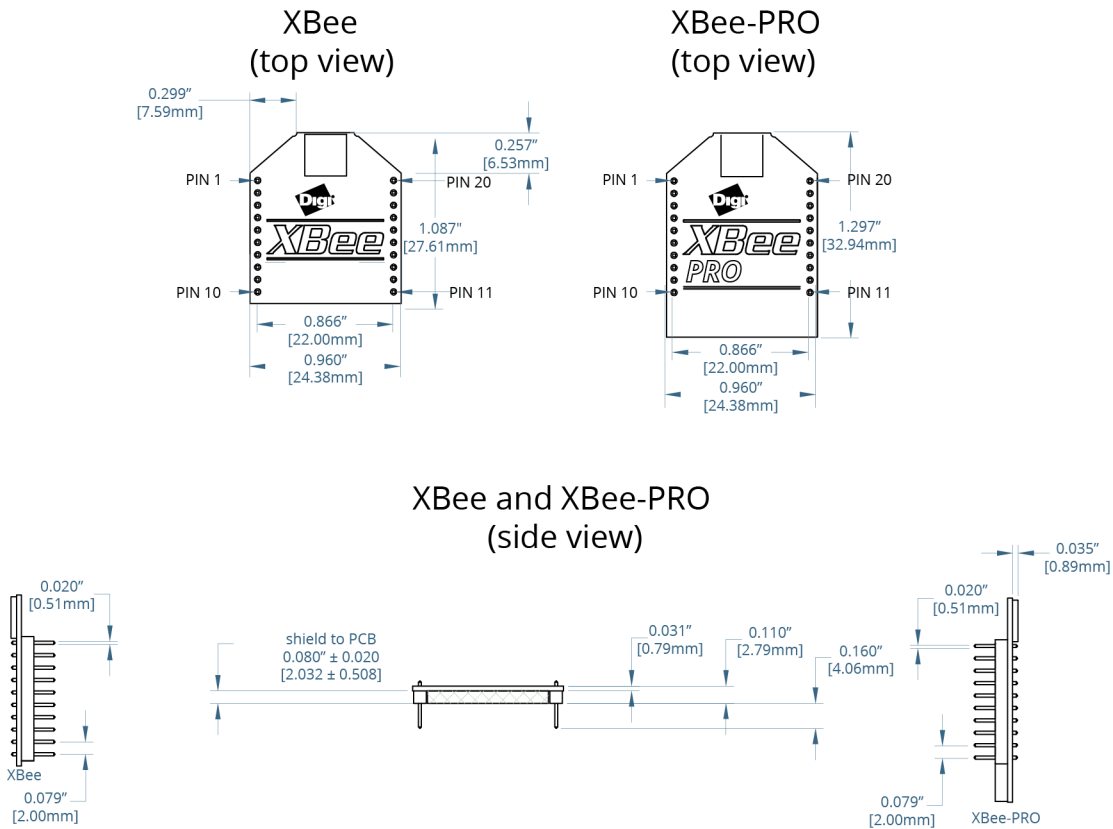 XBee
(top view)
0.299”
[7.59mm]
0.257”
[6.53mm]
PIN 1
PIN 20
Digi
XBee
1.087"
[27.61mm]
PIN 10
PIN 11
0.866”
[22.00mm]
0.960”
[24.38mm]
XBee-PRO
(top view)
PIN 1
PIN 20
Digi
XBee
PRO
1.297”
[32.94mm]
PIN 10
PIN 11
0.866”
[22.00mm]
0.960”
[24.38mm]
XBee and XBee-PRO
(side view)
0.020”
[0.51mm]
XBee
0.079”
[2.00mm]
shield to PCB
0.080” ± 0.020
[2.032 ± 0.508]
0.031”
[0.79mm]
0.110”
[2.79mm]
0.160”
[4.06mm]
0.035”
[0.89mm]
0.020”
[0.51mm]
0.079”
[2.00mm]
XBee-PRO